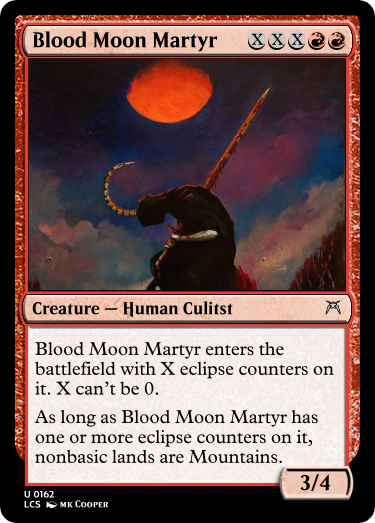 Blood Moon Martyr XXX
Creature — Human Culitst
Blood Moon Martyr enters the
battlefield with X eclipse counters on
it. X can't be 0.
As long as Blood Moon Martyr has
one or more eclipse counters on it,
nonbasic lands are Mountains.
3/4
U 0162
LCS MK COOPER